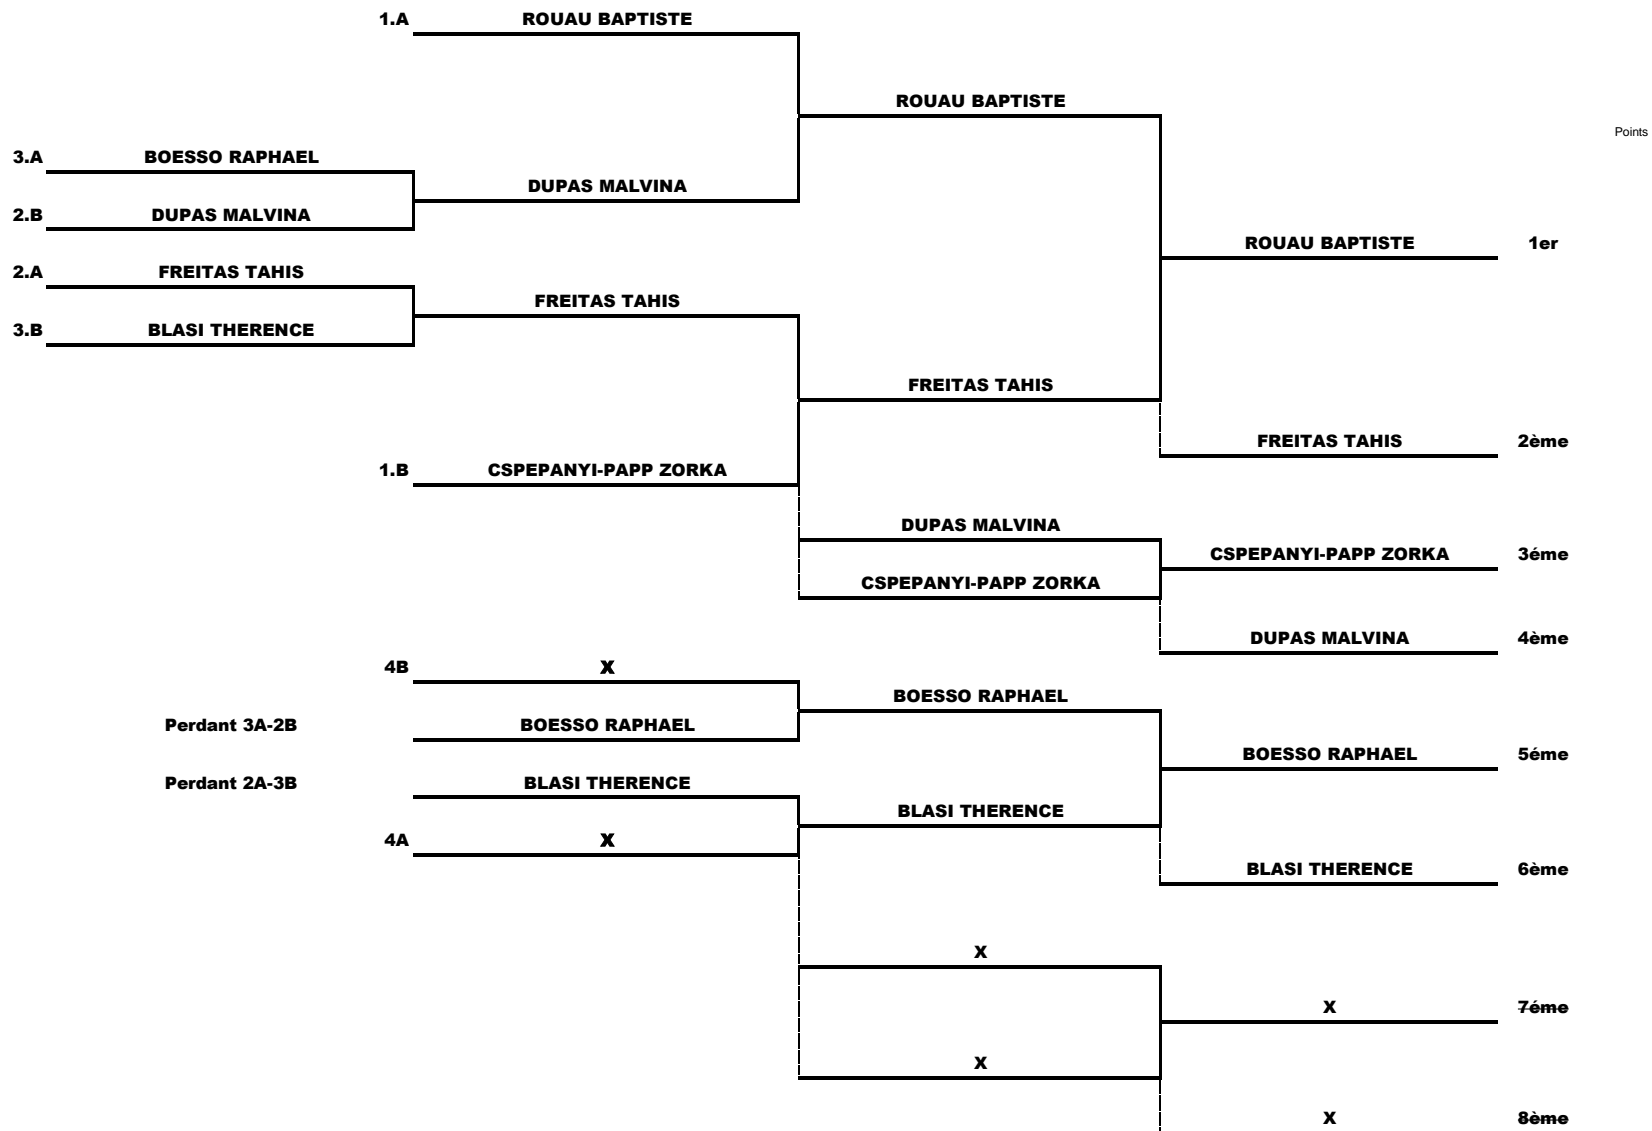 1.A ROUAU BAPTISTE
ROUAU BAPTISTE
Points
3.A BOESSO RAPHAEL
DUPAS MALVINA
2.B DUPAS MALVINA
ROUAU BAPTISTE 1er
2.A FREITAS TAHIS
FREITAS TAHIS
3.B BLASI THERENCE
FREITAS TAHIS
FREITAS TAHIS 2ème
1.B CSPEPANYI-PAPP ZORKA
DUPAS MALVINA
CSPEPANYI-PAPP ZORKA 3éme
CSPEPANYI-PAPP ZORKA
DUPAS MALVINA 4ème
4B X
BOESSO RAPHAEL
Perdant 3A-2B BOESSO RAPHAEL
BOESSO RAPHAEL 5éme
Perdant 2A-3B BLASI THERENCE
BLASI THERENCE
4A X
BLASI THERENCE 6ème
X
X 7éme
X
X 8ème